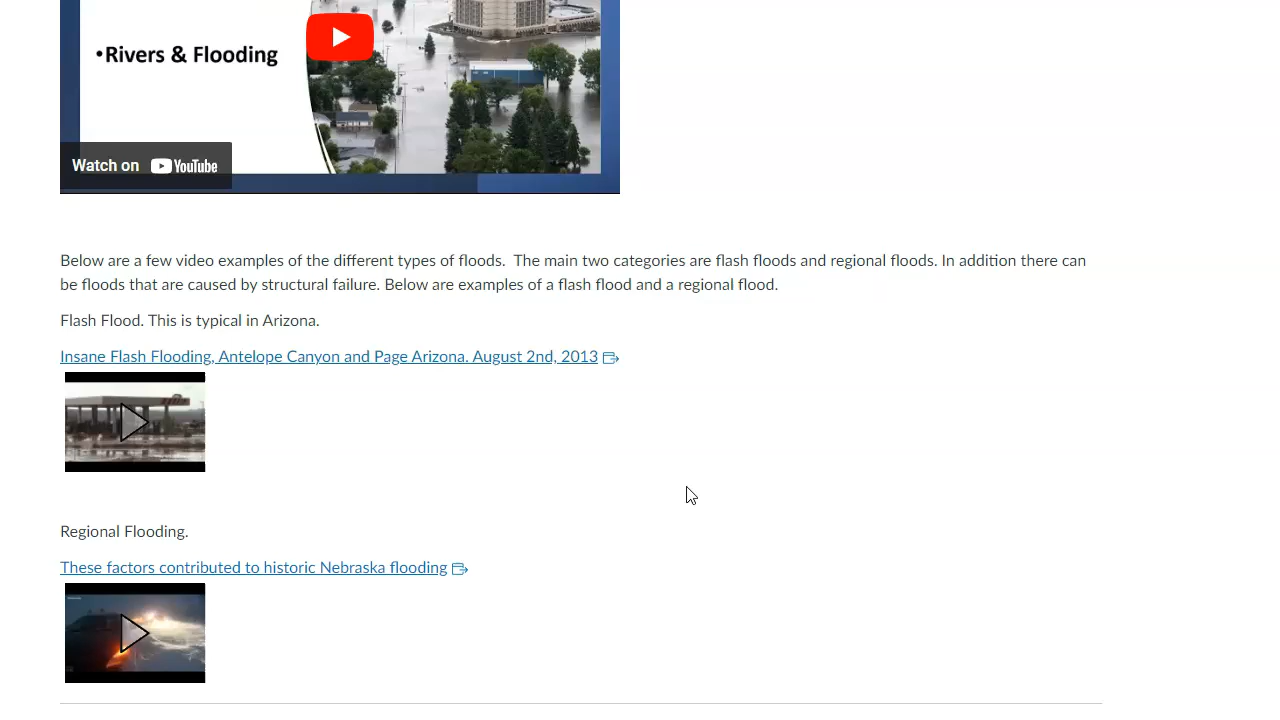 •Rivers & Flooding
Watch on YouTube
Below are a few video examples of the different types of floods.  The main two categories are flash floods and regional floods. In addition there can
be floods that are caused by structural failure. Below are examples of a flash flood and a regional flood.
Flash Flood. This is typical in Arizona.
Insane Flash Flooding, Antelope Canyon and Page Arizona. August 2nd, 2013
Regional Flooding.
These factors contributed to historic Nebraska flooding